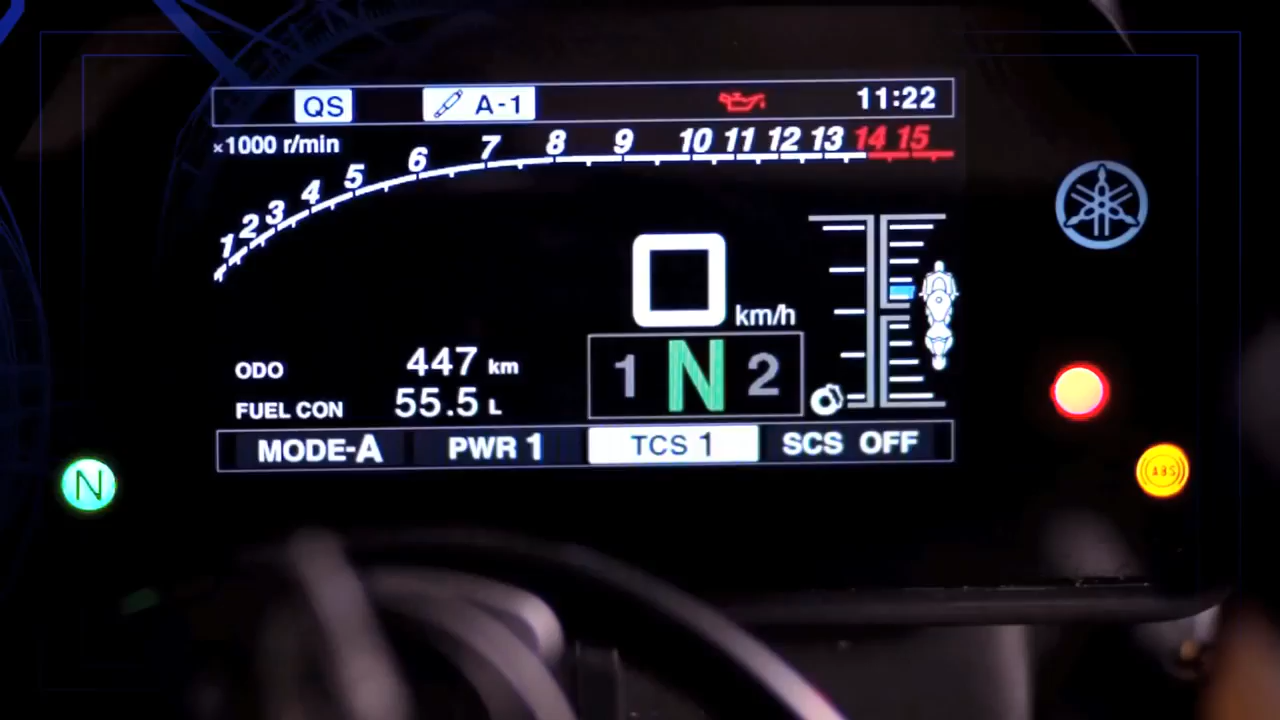 QS A-1 11:22
×1000 r/min
1 2 3 4 5 6 7 8 9 10 11 12 13 14 15
0 km/h
1 N 2
ODO 447 km
FUEL CON 55.5 L
MODE-A PWR 1 TCS 1 SCS OFF
N
ABS